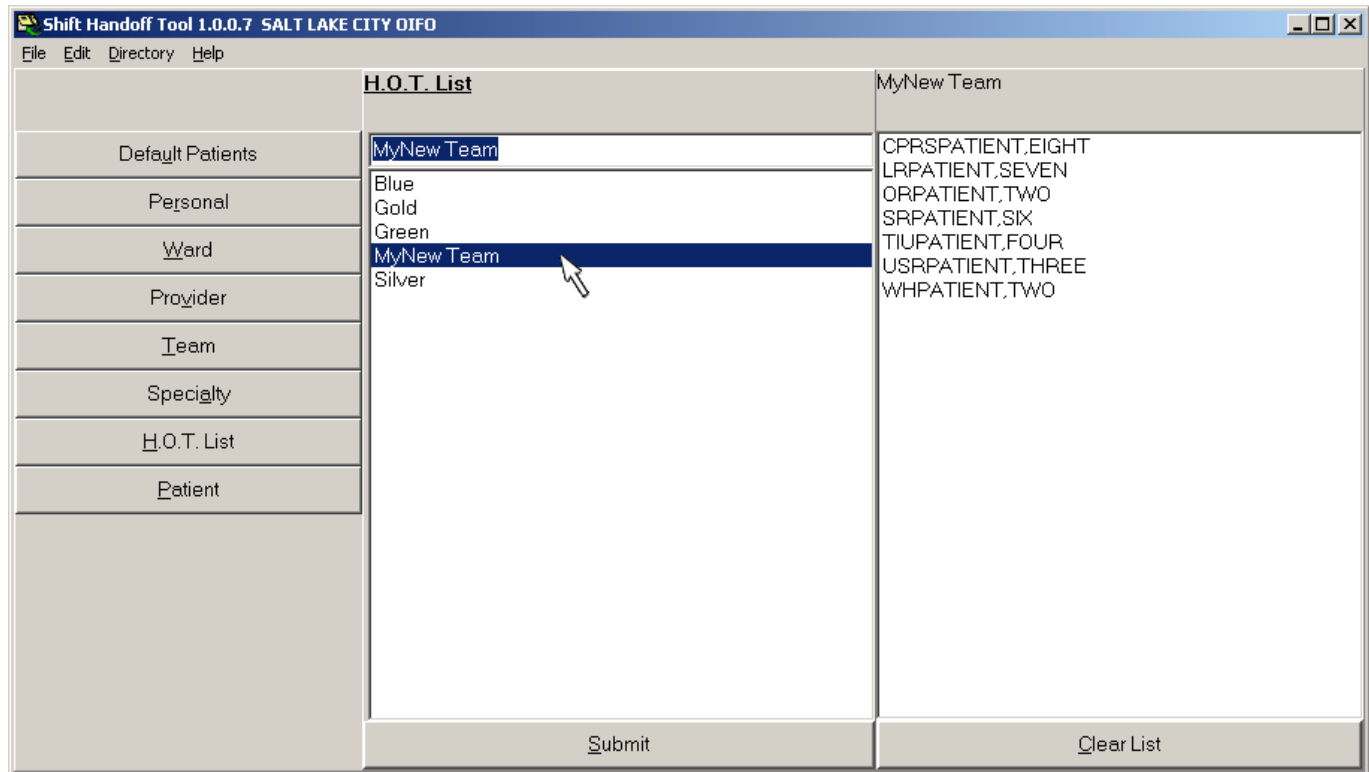 Shift Handoff Tool 1.0.0.7 SALT LAKE CITY OIFO
File Edit Directory Help
H.O.T. List
MyNew Team
Default Patients
Personal
Ward
Provider
Team
Specialty
H.O.T. List
Patient
MyNew Team
Blue
Gold
Green
MyNew Team
Silver
CPRSPATIENT,EIGHT
LRPATIENT,SEVEN
ORPATIENT,TWO
SRPATIENT,SIX
TIUPATIENT,FOUR
USRPATIENT,THREE
WHPATIENT,TWO
Submit
Clear List